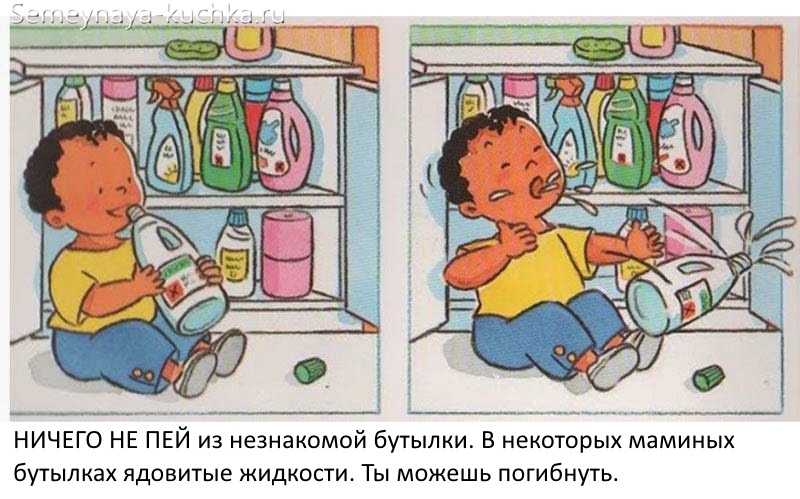 Semeynaya-kuchka.ru
НИЧЕГО НЕ ПЕЙ из незнакомой бутылки. В некоторых маминых
бутылках ядовитые жидкости. Ты можешь погибнуть.